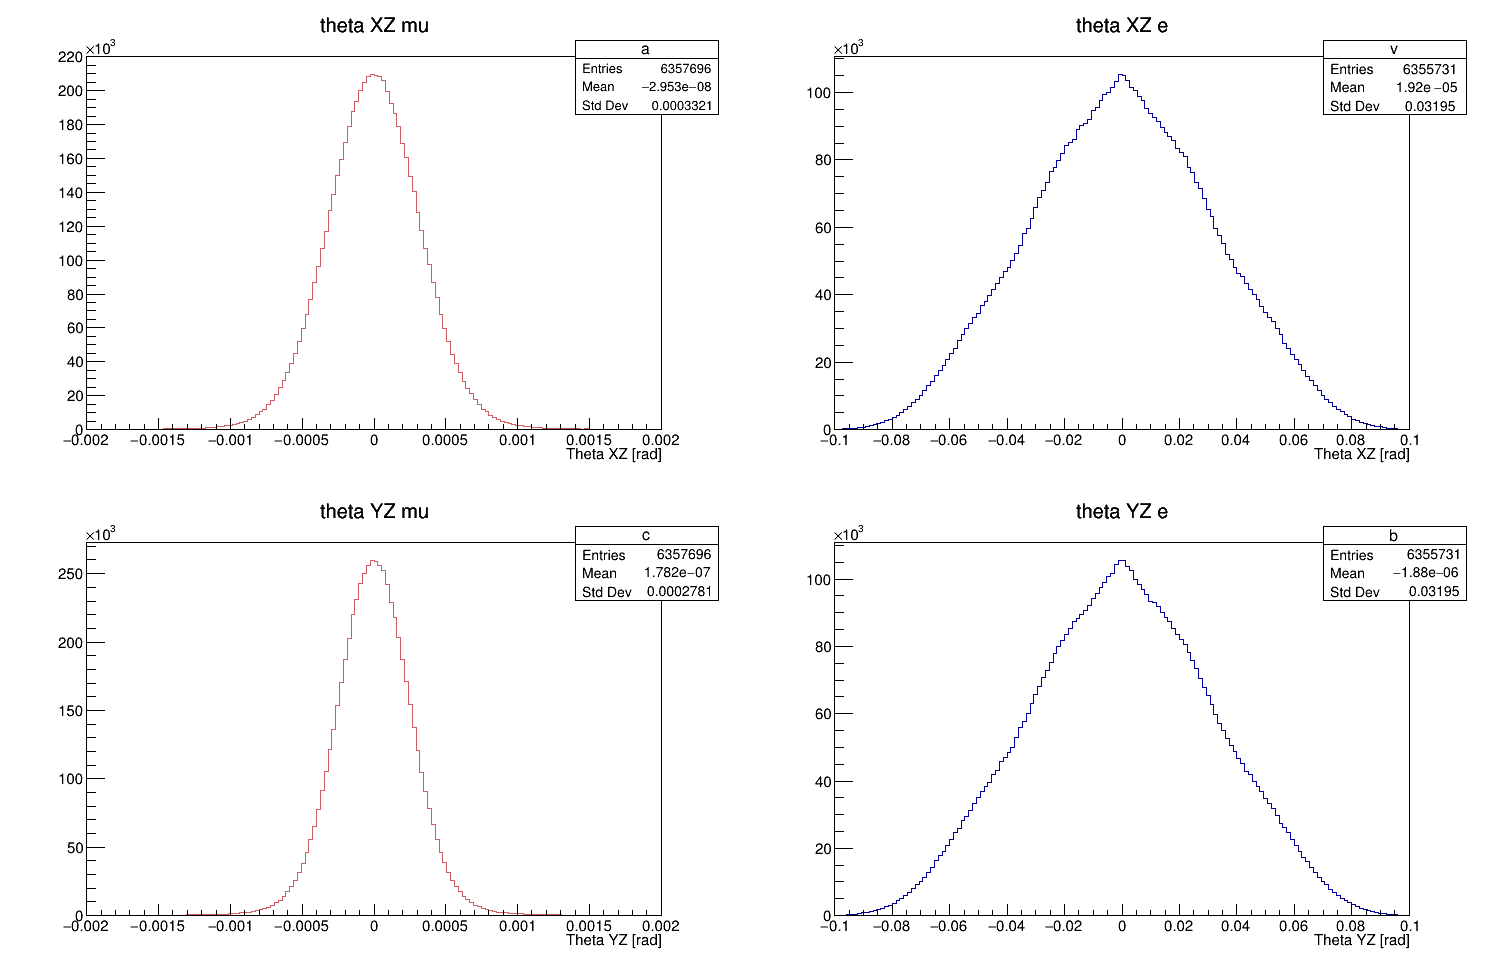 theta XZ mu
×10³
220
200
180
160
140
120
100
80
60
40
20
0
−0.002 −0.0015 −0.001 −0.0005 0 0.0005 0.001 0.0015 0.002
Theta XZ [rad]
a
Entries 6357696
Mean −2.953e−08
Std Dev 0.0003321
theta XZ e
×10³
100
80
60
40
20
0
−0.1 −0.08 −0.06 −0.04 −0.02 0 0.02 0.04 0.06 0.08 0.1
Theta XZ [rad]
v
Entries 6355731
Mean 1.92e−05
Std Dev 0.03195
theta YZ mu
×10³
250
200
150
100
50
0
−0.002 −0.0015 −0.001 −0.0005 0 0.0005 0.001 0.0015 0.002
Theta YZ [rad]
c
Entries 6357696
Mean 1.782e−07
Std Dev 0.0002781
theta YZ e
×10³
100
80
60
40
20
0
−0.1 −0.08 −0.06 −0.04 −0.02 0 0.02 0.04 0.06 0.08 0.1
Theta YZ [rad]
b
Entries 6355731
Mean −1.88e−06
Std Dev 0.03195